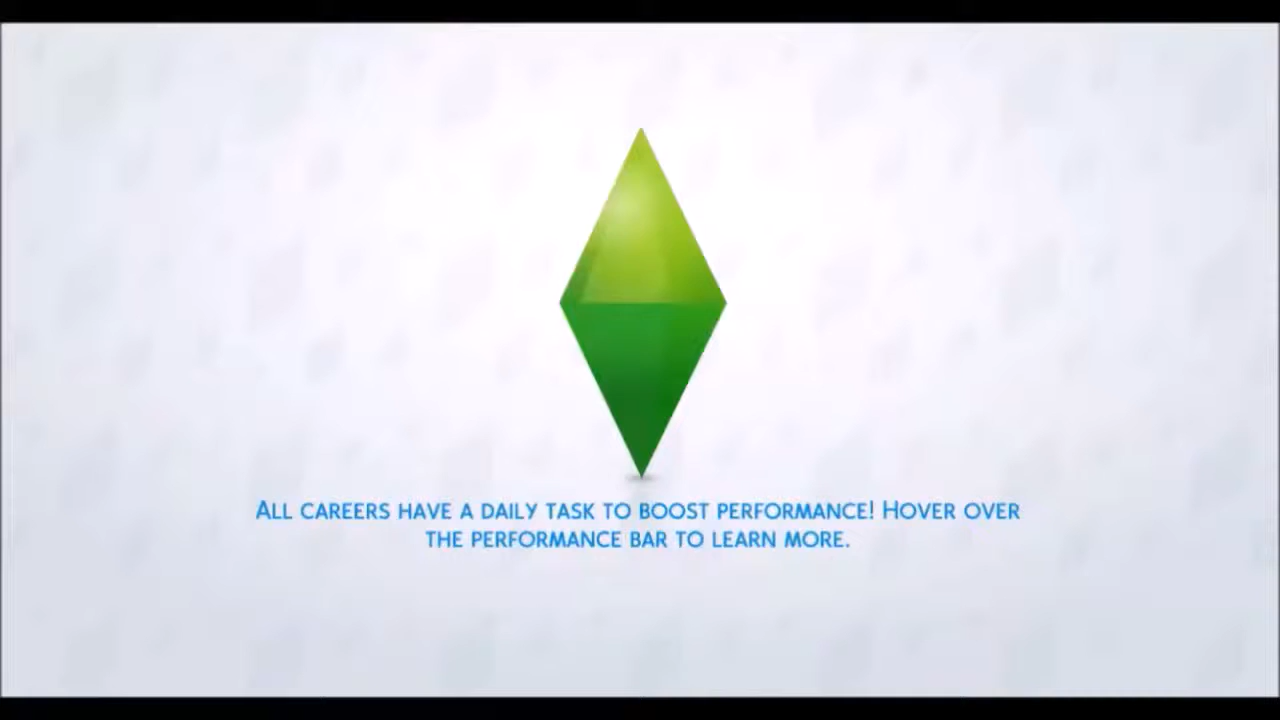 All careers have a daily task to boost performance! Hover over
the performance bar to learn more.